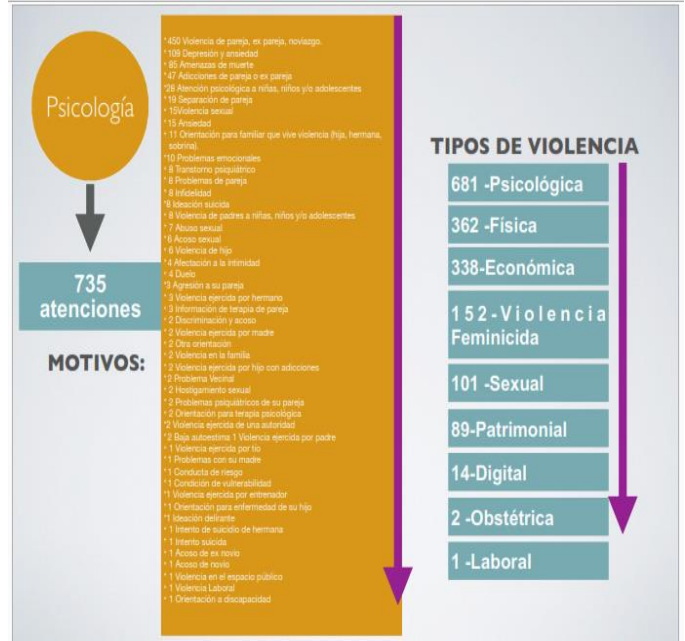 Psicología
735
atenciones
MOTIVOS:
*450 Violencia de pareja, ex pareja, noviazgo.
*109 Depresión y ansiedad
*85 Amenazas de muerte
*47 Adicciones de pareja o ex pareja
*28 Atención psicológica a niñas, niños y/o adolescentes
*19 Separación de pareja
* 15Violencia sexual
*15 Ansiedad
* 11 Orientación para familiar que vive violencia (hija, hermana,
sobrina).
*10 Problemas emocionales
* 8 Transtorno psiquiátrico
* 8 Problemas de pareja
* 8 Infidelidad
*8 Ideación suicida
* 8 Violencia de padres a niñas, niños y/o adolescentes
* 7 Abuso sexual
*6 Acoso sexual
* 6 Violencia de hijo
*4 Afectación a la intimidad
* 4 Duelo
*3 Agresión a su pareja
* 3 Violencia ejercida por hermano
* 3 Información de terapia de pareja
* 2 Discriminación y acoso
* 2 Violencia ejercida por madre
* 2 Otra orientación
* 2 Violencia en la familia
* 2 Violencia ejercida por hijo con adicciones
*2 Problema Vecinal
* 2 Hostigamiento sexual
* 2 Problemas psiquiátricos de su pareja
* 2 Orientación para terapia psicológica
*2 Violencia ejercida de una autoridad
*2 Baja autoestima 1 Violencia ejercida por padre
* 1 Violencia ejercida por tío
*1 Problemas con su madre
*1 Conducta de riesgo
*1 Condición de vulnerabilidad
*1 Violencia ejercida por entrenador
*1 Orientación para enfermedad de su hijo
*1 Ideación delirante
* 1 Intento de suicidio de hermana
* 1 Intento suicida
* 1 Acoso de ex novio
* 1 Acoso de novio
* 1 Violencia en el espacio público
* 1 Violencia Laboral
* 1 Orientación a discapacidad
TIPOS DE VIOLENCIA
681 -Psicológica
362 -Física
338-Económica
152-Violencia
Feminicida
101 -Sexual
89-Patrimonial
14-Digital
2 -Obstétrica
1 -Laboral